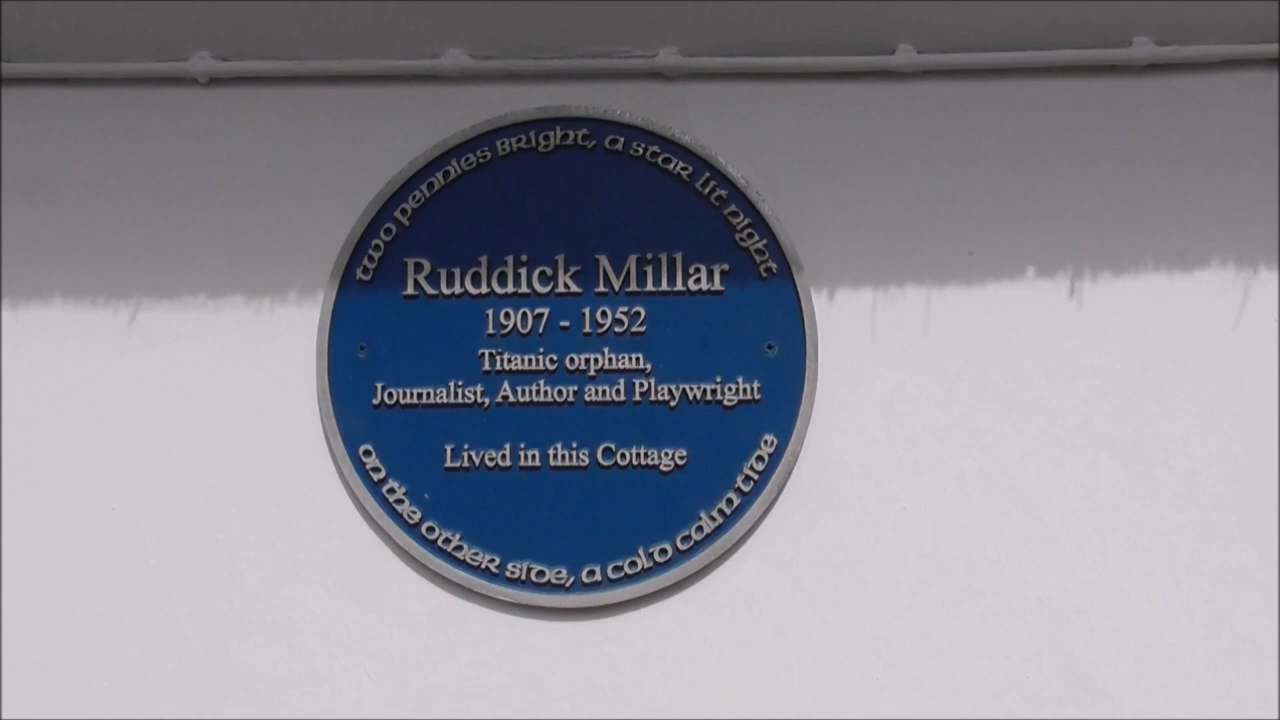 two pennies Bright, a star lit night
Ruddick Millar
1907 - 1952
Titanic orphan,
Journalist, Author and Playwright
Lived in this Cottage
on the other side, a cold calm tide